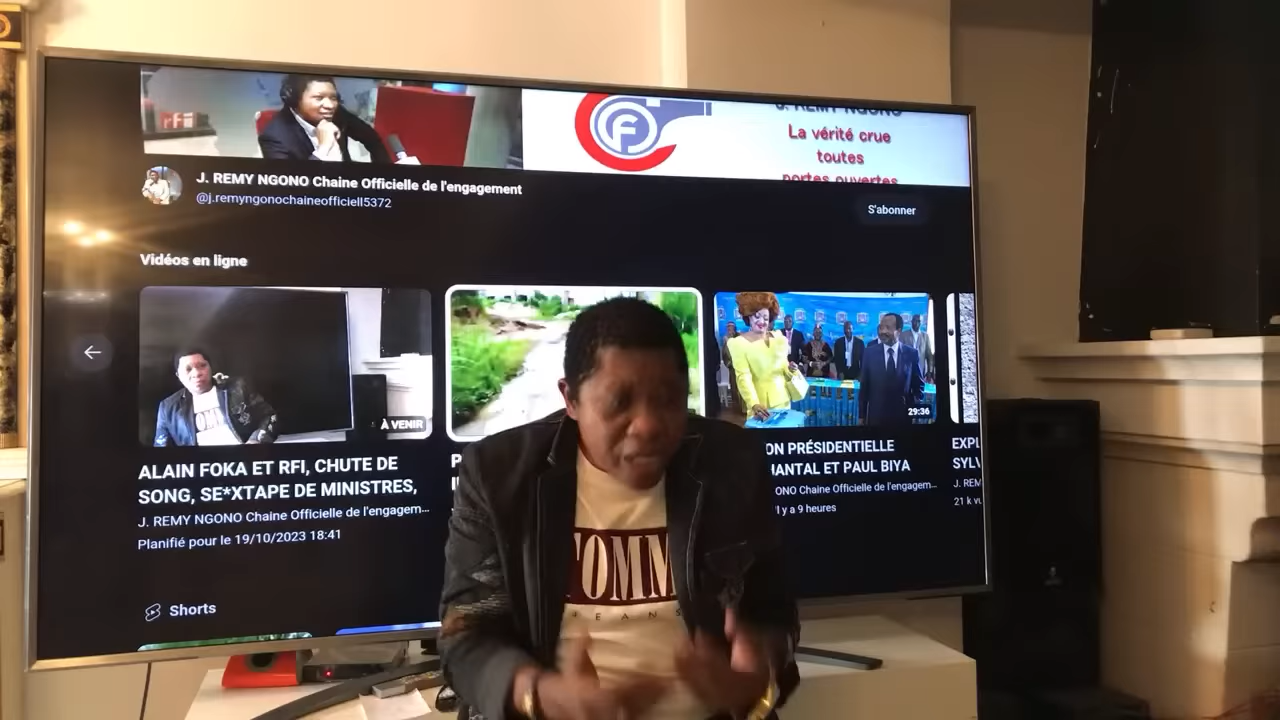 rfi
J. REMY NGONO
La vérité crue
toutes
portes ouvertes
J. REMY NGONO Chaine Officielle de l'engagement
@j.remyngonochaineofficiell5372
S'abonner
Vidéos en ligne
À VENIR
29:36
ALAIN FOKA ET RFI, CHUTE DE
SONG, SE*XTAPE DE MINISTRES,
J. REMY NGONO Chaine Officielle de l'engagem...
Planifié pour le 19/10/2023 18:41
P
ON PRÉSIDENTIELLE
HANTAL ET PAUL BIYA
ONO Chaine Officielle de l'engagem...
il y a 9 heures
EXPL
SYLV
J. REM
21 k vu
Shorts
TOMM
JEANS